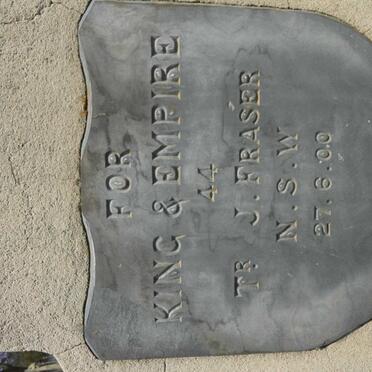 FOR
KING & EMPIRE
44
TR J. FRASER
N.S.W
27.6.00